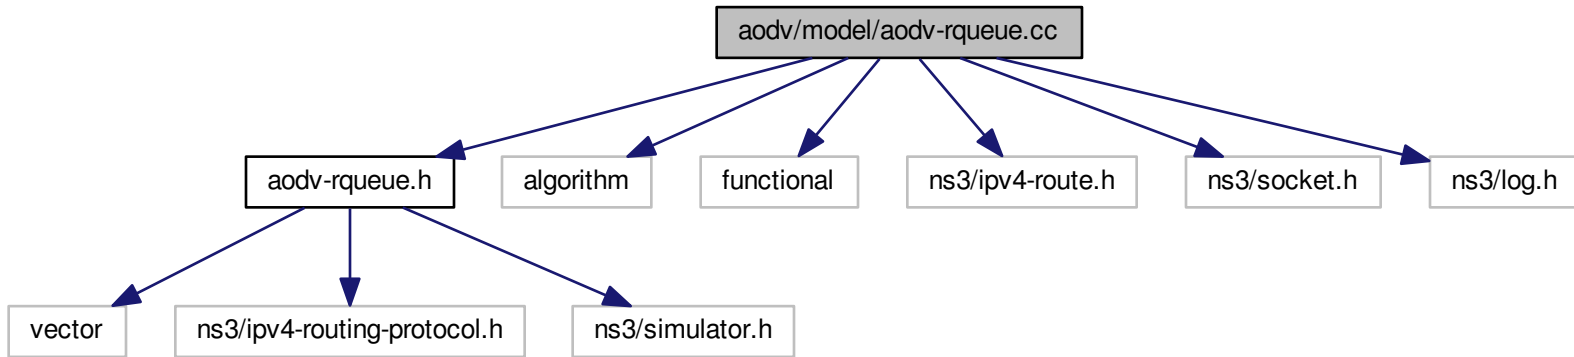 aodv/model/aodv-rqueue.cc
aodv-rqueue.h
algorithm
functional
ns3/ipv4-route.h
ns3/socket.h
ns3/log.h
vector
ns3/ipv4-routing-protocol.h
ns3/simulator.h